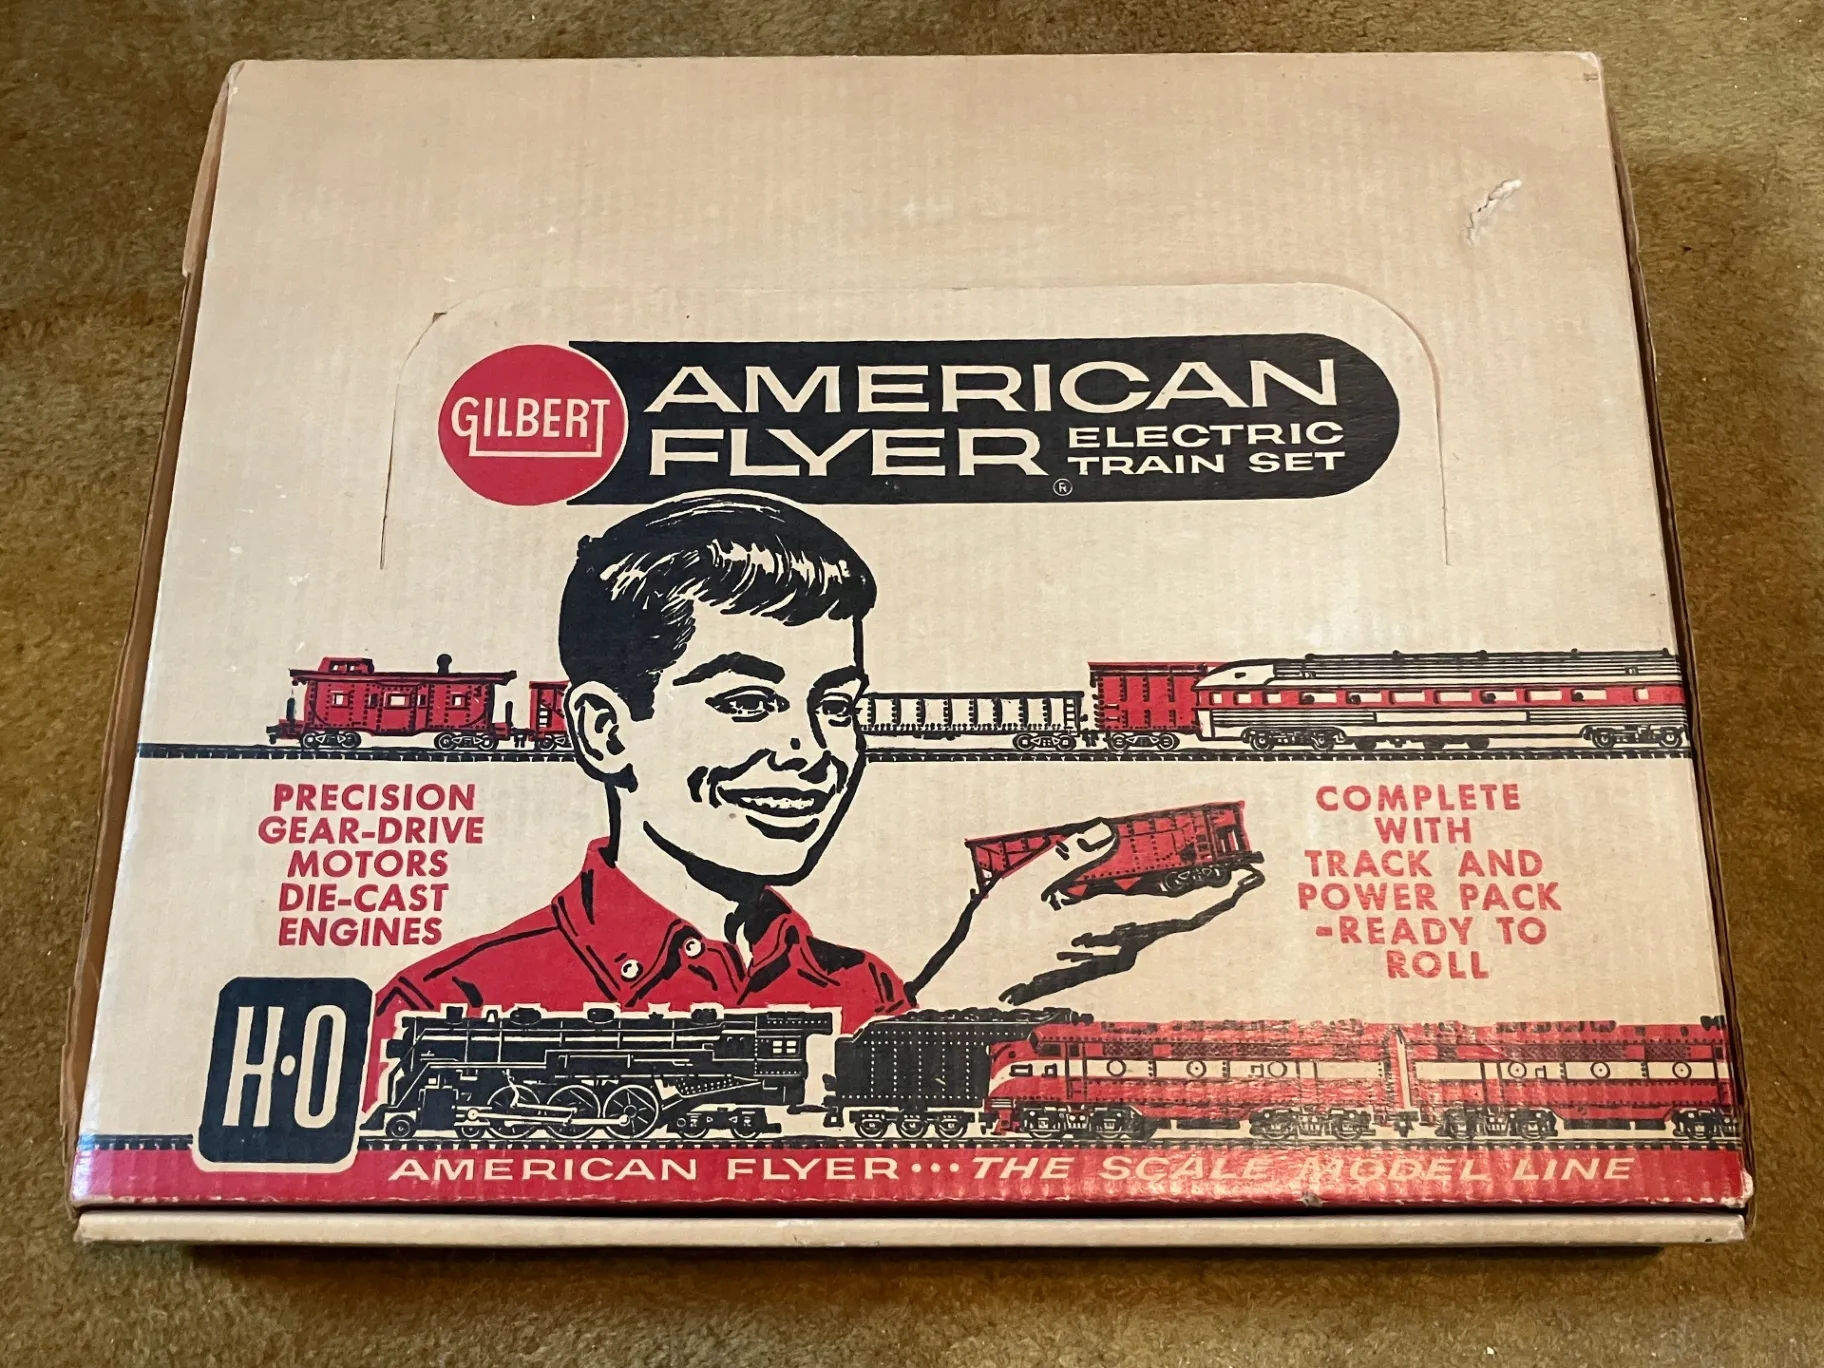 GILBERT
AMERICAN
FLYER ELECTRIC
TRAIN SET
®
PRECISION
GEAR-DRIVE
MOTORS
DIE-CAST
ENGINES
COMPLETE
WITH
TRACK AND
POWER PACK
-READY TO
ROLL
H·O
AMERICAN FLYER···THE SCALE MODEL LINE